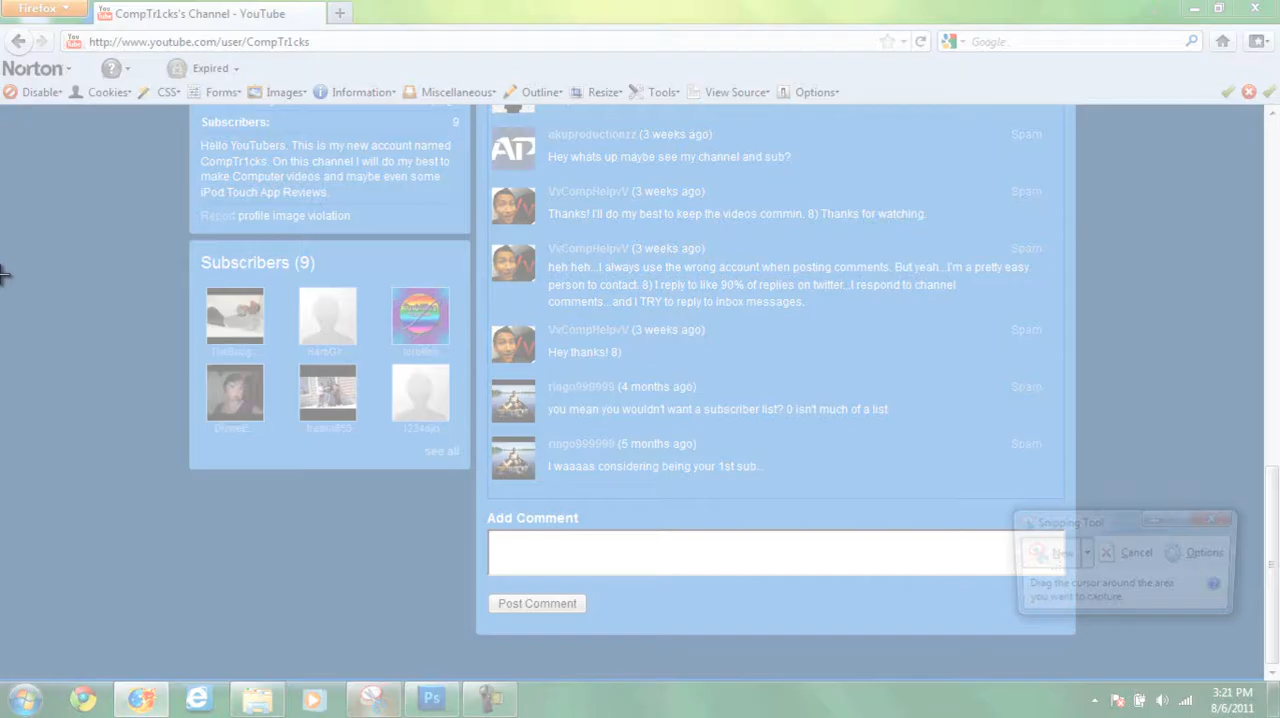 Firefox
CompTr1cks's Channel - YouTube
http://www.youtube.com/user/CompTr1cks
Google
Norton
Expired
Disable
Cookies
CSS
Forms
Images
Information
Miscellaneous
Outline
Resize
Tools
View Source
Options
Subscribers: 9
Hello YouTubers. This is my new account named
CompTr1cks. On this channel I will do my best to
make Computer videos and maybe even some
iPod Touch App Reviews.
Report profile image violation
Subscribers (9)
see all
akuproductionzz (3 weeks ago) Spam
AP
Hey whats up maybe see my channel and sub?
VvCompHelpvV (3 weeks ago) Spam
Thanks! I'll do my best to keep the videos commin. 8) Thanks for watching.
VvCompHelpvV (3 weeks ago) Spam
heh heh...I always use the wrong account when posting comments. But yeah...I'm a pretty easy
person to contact. 8) I reply to like 90% of replies on twitter...I respond to channel
comments...and I TRY to reply to inbox messages.
VvCompHelpvV (3 weeks ago) Spam
Hey thanks! 8)
ringo999999 (4 months ago) Spam
you mean you wouldn't want a subscriber list? 0 isn't much of a list
ringo999999 (5 months ago) Spam
I waaaas considering being your 1st sub..
Add Comment
Post Comment
Snipping Tool
New
Cancel
Options
Drag the cursor around the area
you want to capture.
Ps
3:21 PM
8/6/2011